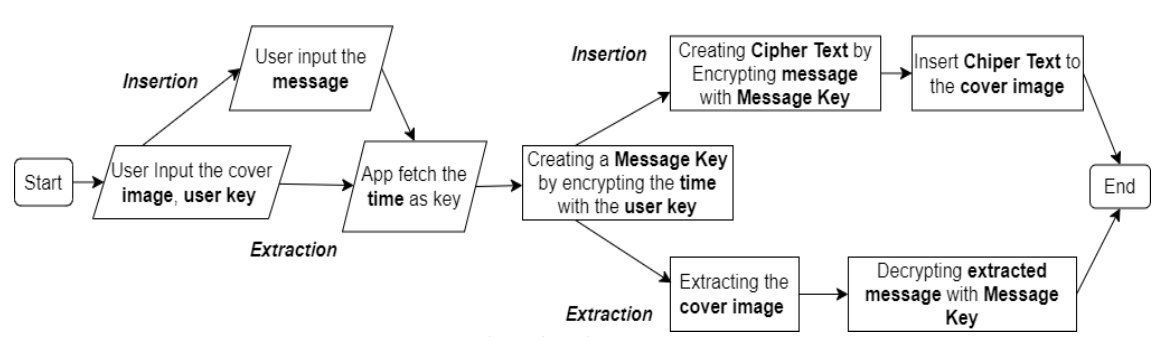 Start
User Input the cover
image, user key
Insertion
User input the
message
Extraction
App fetch the
time as key
Creating a Message Key
by encrypting the time
with the user key
Insertion
Creating Cipher Text by
Encrypting message
with Message Key
Insert Chiper Text to
the cover image
Extraction
Extracting the
cover image
Decrypting extracted
message with Message
Key
End